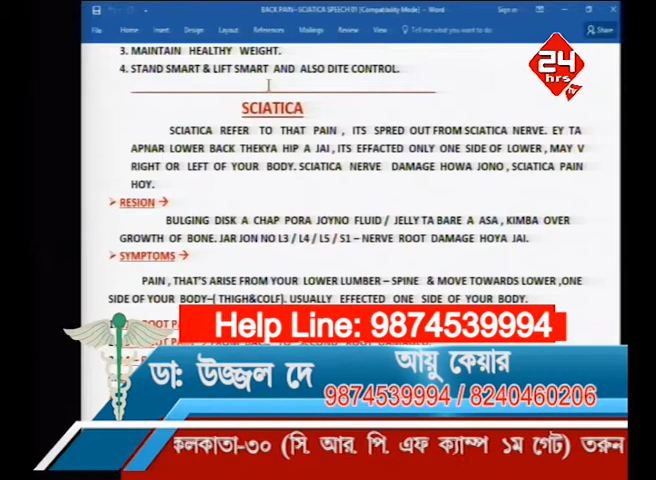 BACK PAIN – SCIATICA SPEECH 01 [Compatibility Mode] – Word
Sign in
File Home Insert Design Layout References Mailings Review View Tell me what you want to do Share
3. MAINTAIN HEALTHY WEIGHT.
4. STAND SMART & LIFT SMART AND ALSO DITE CONTROL.
24
hrs
TV
SCIATICA
SCIATICA REFER TO THAT PAIN , ITS SPRED OUT FROM SCIATICA NERVE. EY TA
APNAR LOWER BACK THEKYA HIP A JAI , ITS EFFACTED ONLY ONE SIDE OF LOWER , MAY V
RIGHT OR LEFT OF YOUR BODY. SCIATICA NERVE DAMAGE HOWA JONO , SCIATICA PAIN
HOY.
➢ RESION →
BULGING DISK A CHAP PORA JOYNO FLUID / JELLY TA BARE A ASA , KIMBA OVER
GROWTH OF BONE. JAR JON NO L3 / L4 / L5 / S1 – NERVE ROOT DAMAGE HOYA JAI.
➢ SYMPTOMS →
PAIN , THAT'S ARISE FROM YOUR LOWER LUMBER – SPINE & MOVE TOWARDS LOWER ,ONE
SIDE OF YOUR BODY–( THIGH&COLF). USUALLY EFFECTED ONE SIDE OF YOUR BODY.
Help Line: 9874539994
ডা: উজ্জ্বল দে
আয়ু কেয়ার
9874539994 / 8240460206
কলকাতা-৩০ (সি. আর. পি. এফ ক্যাম্প ১ম গেট) তরুন